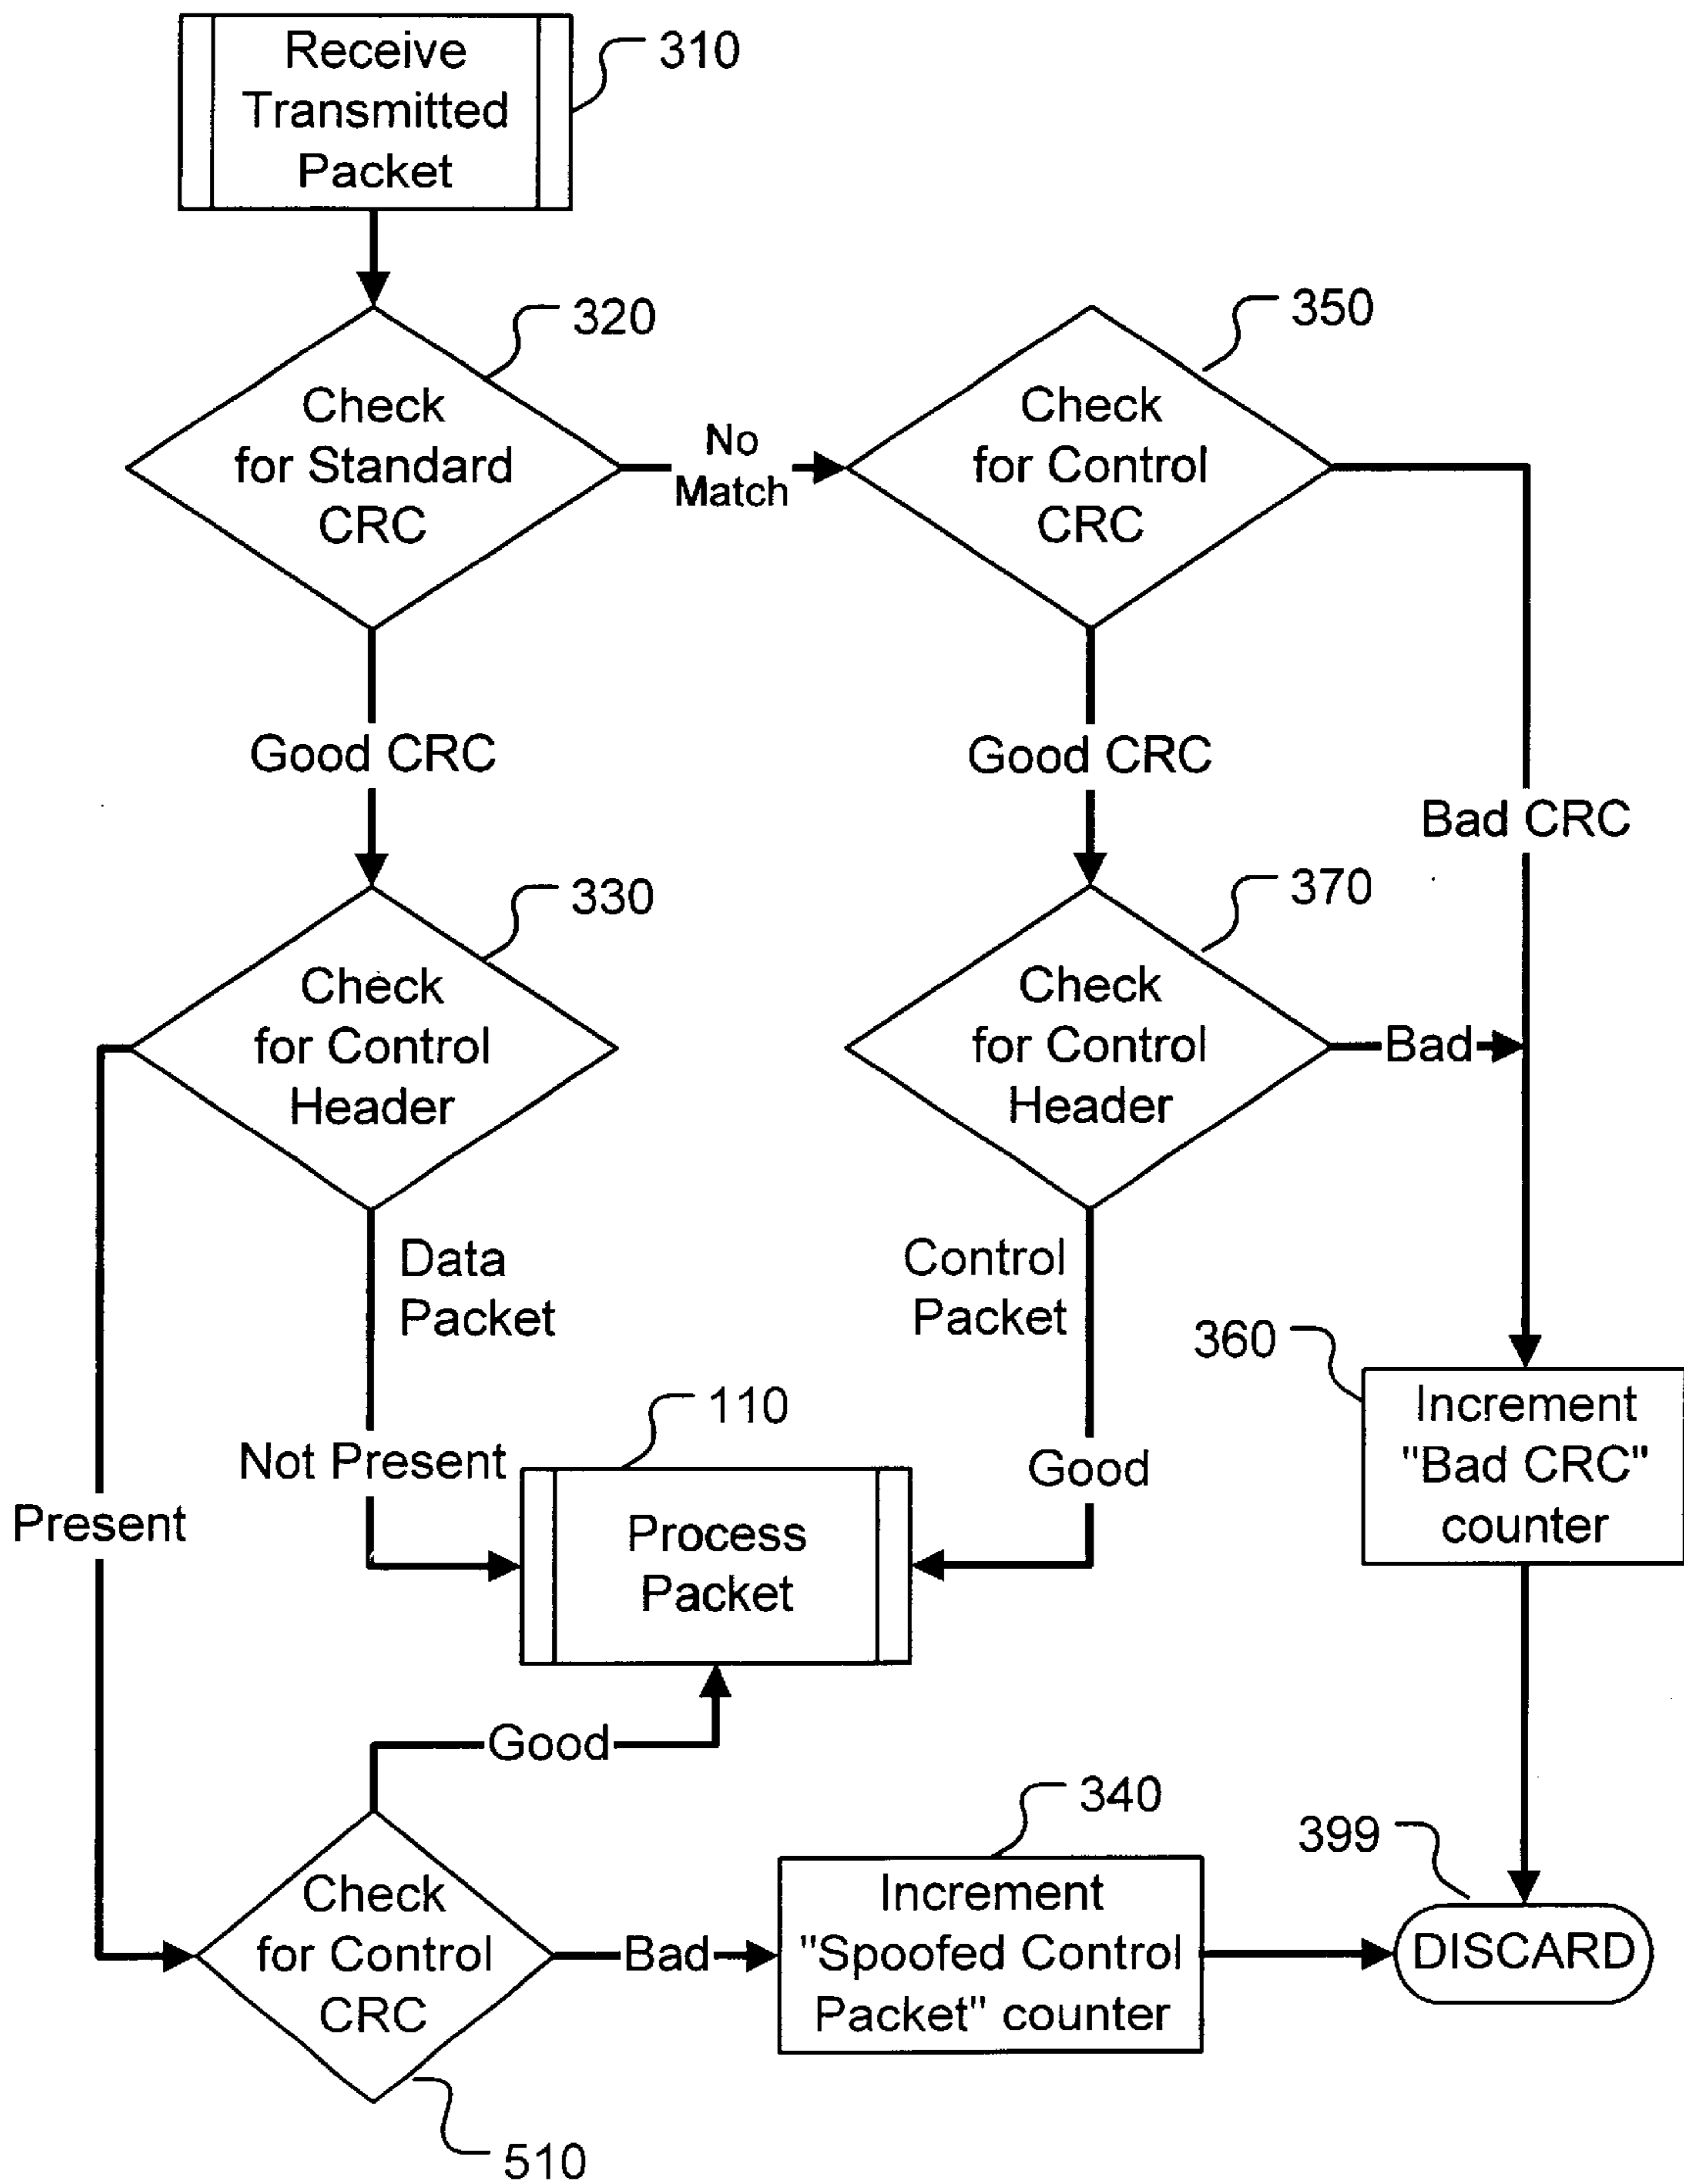 Receive
Transmitted
Packet
310
320
Check
for Standard
CRC
No
Match
350
Check
for Control
CRC
Good CRC
Good CRC
Bad CRC
330
Check
for Control
Header
370
Check
for Control
Header
Bad
Data
Packet
Control
Packet
360
Increment
"Bad CRC"
counter
110
Not Present
Good
Present
Process
Packet
Good
340
399
Check
for Control
CRC
Bad
Increment
"Spoofed Control
Packet" counter
DISCARD
510